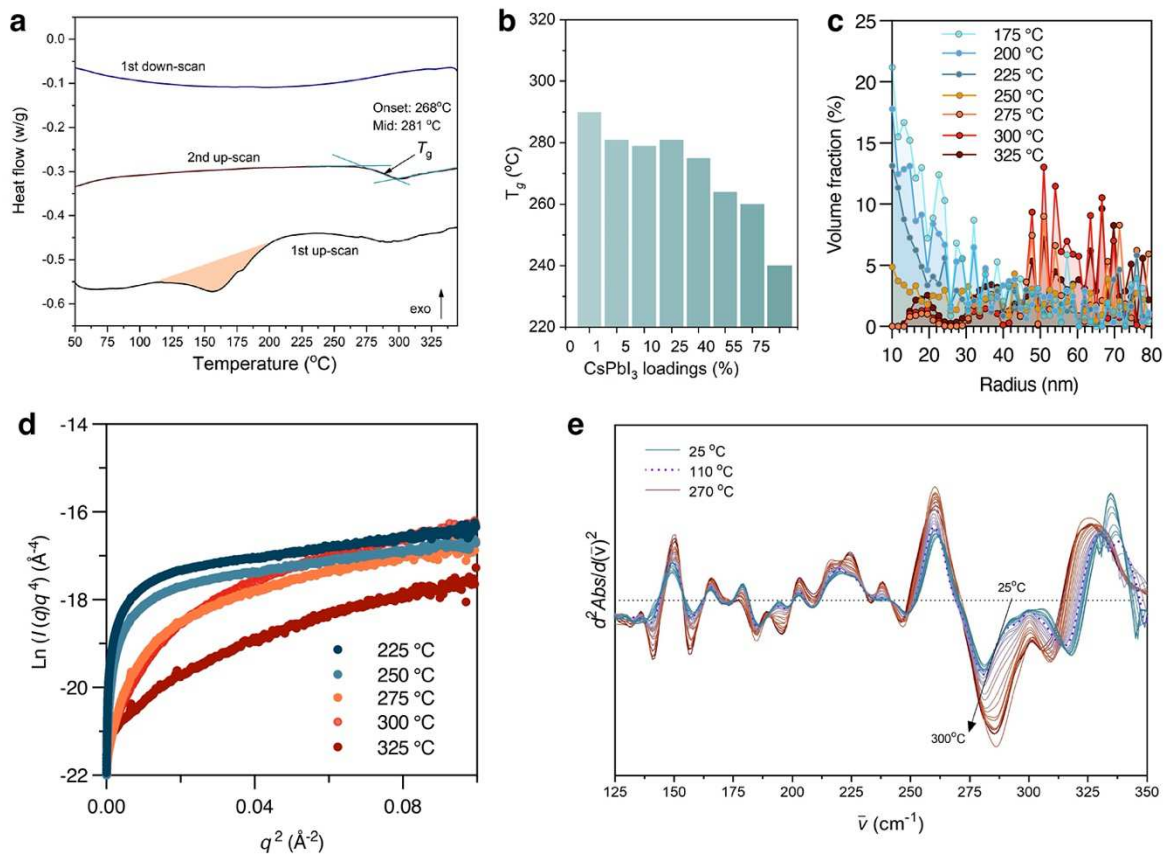 a
0.0
-0.1
-0.2
-0.3
-0.4
-0.5
-0.6
Heat flow (w/g)
1st down-scan
Onset: 268°C
Mid: 281 °C
Tg
2nd up-scan
1st up-scan
exo
50 75 100 125 150 175 200 225 250 275 300 325
Temperature (°C)
b
320
300
280
260
240
220
Tg (°C)
0 1 5 10 25 40 55 75
CsPbI3 loadings (%)
c
25
20
15
10
5
0
Volume fraction (%)
175 °C
200 °C
225 °C
250 °C
275 °C
300 °C
325 °C
10 20 30 40 50 60 70 80
Radius (nm)
d
-14
-16
-18
-20
-22
Ln (I(q)q⁴) (Å⁻⁴)
225 °C
250 °C
275 °C
300 °C
325 °C
0.00 0.04 0.08
q² (Å⁻²)
e
d²Abs/d(ν̄)²
25 °C
110 °C
270 °C
25°C
300°C
125 150 175 200 225 250 275 300 325 350
ν̄ (cm⁻¹)